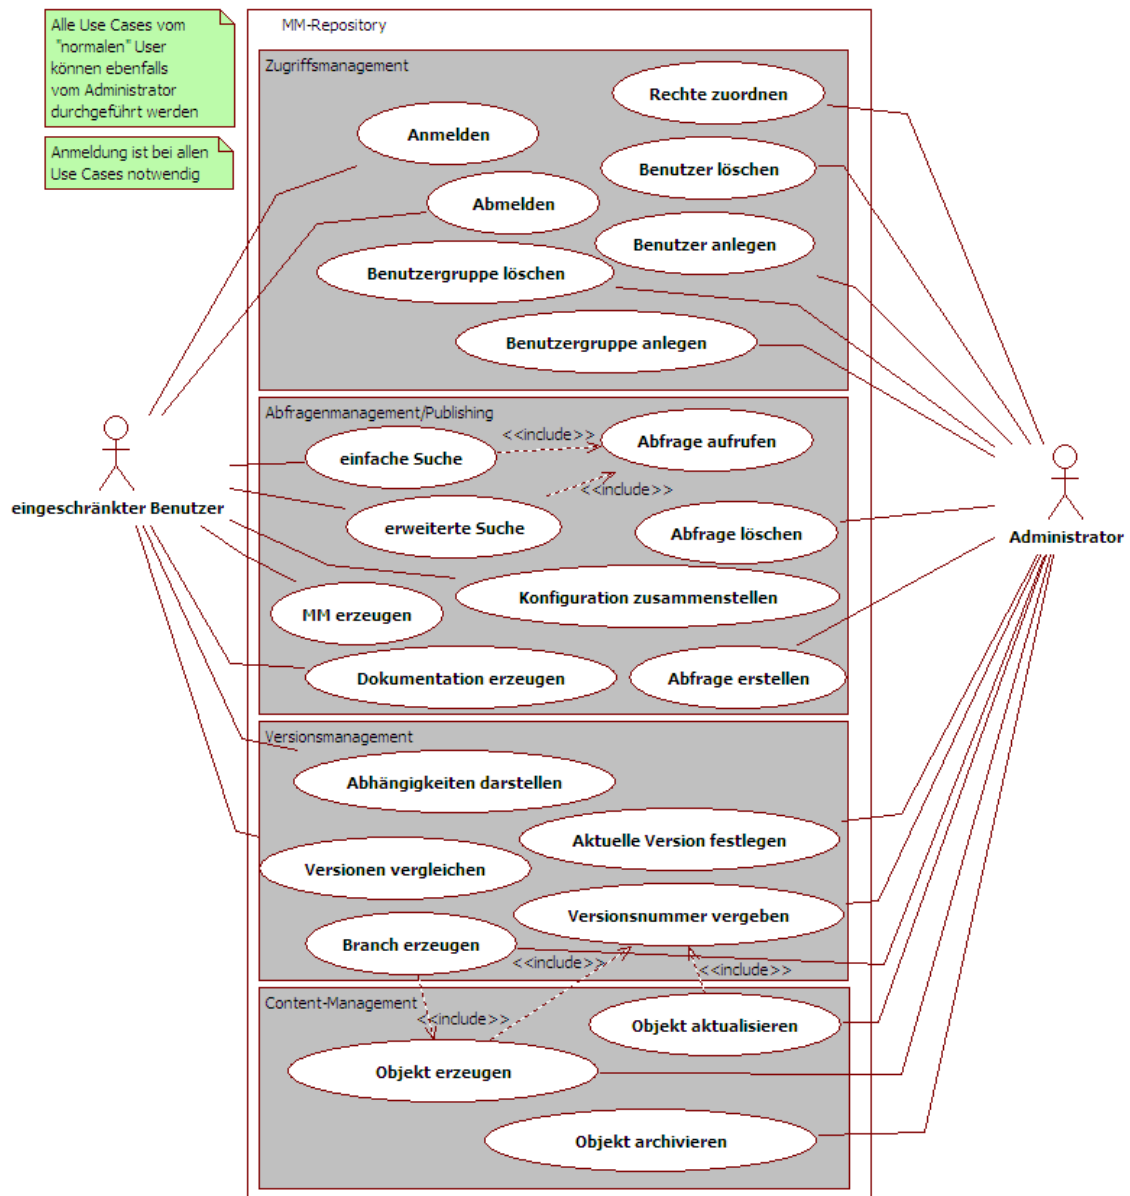 Alle Use Cases vom
"normalen" User
können ebenfalls
vom Administrator
durchgeführt werden
Anmeldung ist bei allen
Use Cases notwendig
MM-Repository
Zugriffsmanagement
Rechte zuordnen
Anmelden
Benutzer löschen
Abmelden
Benutzer anlegen
Benutzergruppe löschen
Benutzergruppe anlegen
Abfragenmanagement/Publishing
<<include>>
Abfrage aufrufen
einfache Suche
<<include>>
erweiterte Suche
Abfrage löschen
eingeschränkter Benutzer
Administrator
Konfiguration zusammenstellen
MM erzeugen
Dokumentation erzeugen
Abfrage erstellen
Versionsmanagement
Abhängigkeiten darstellen
Aktuelle Version festlegen
Versionen vergleichen
Versionsnummer vergeben
Branch erzeugen
<<include>>
<<include>>
Content-Management
<<include>>
Objekt aktualisieren
Objekt erzeugen
Objekt archivieren